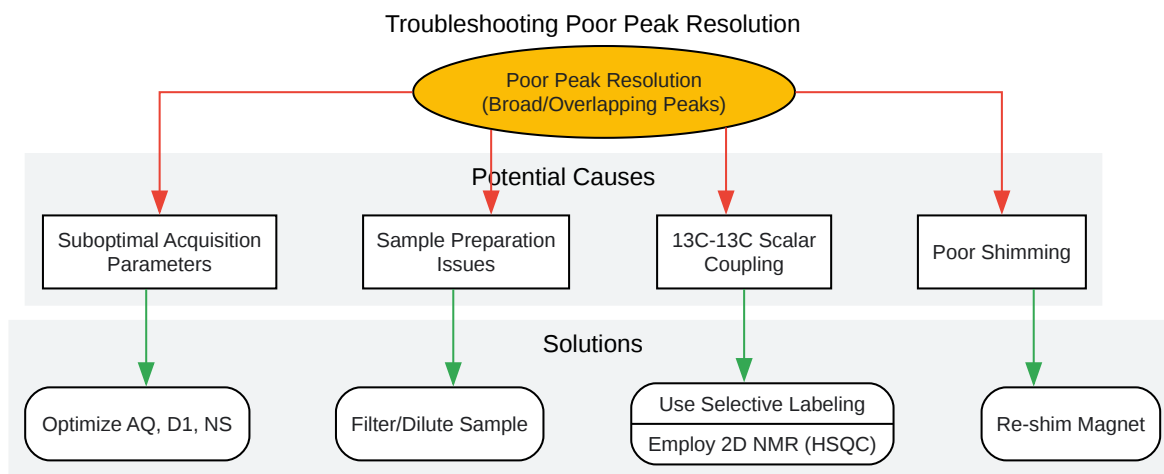 Troubleshooting Poor Peak Resolution
Poor Peak Resolution
(Broad/Overlapping Peaks)
Potential Causes
Suboptimal Acquisition
Parameters
Sample Preparation
Issues
13C-13C Scalar
Coupling
Poor Shimming
Solutions
Optimize AQ, D1, NS
Filter/Dilute Sample
Use Selective Labeling
Employ 2D NMR (HSQC)
Re-shim Magnet